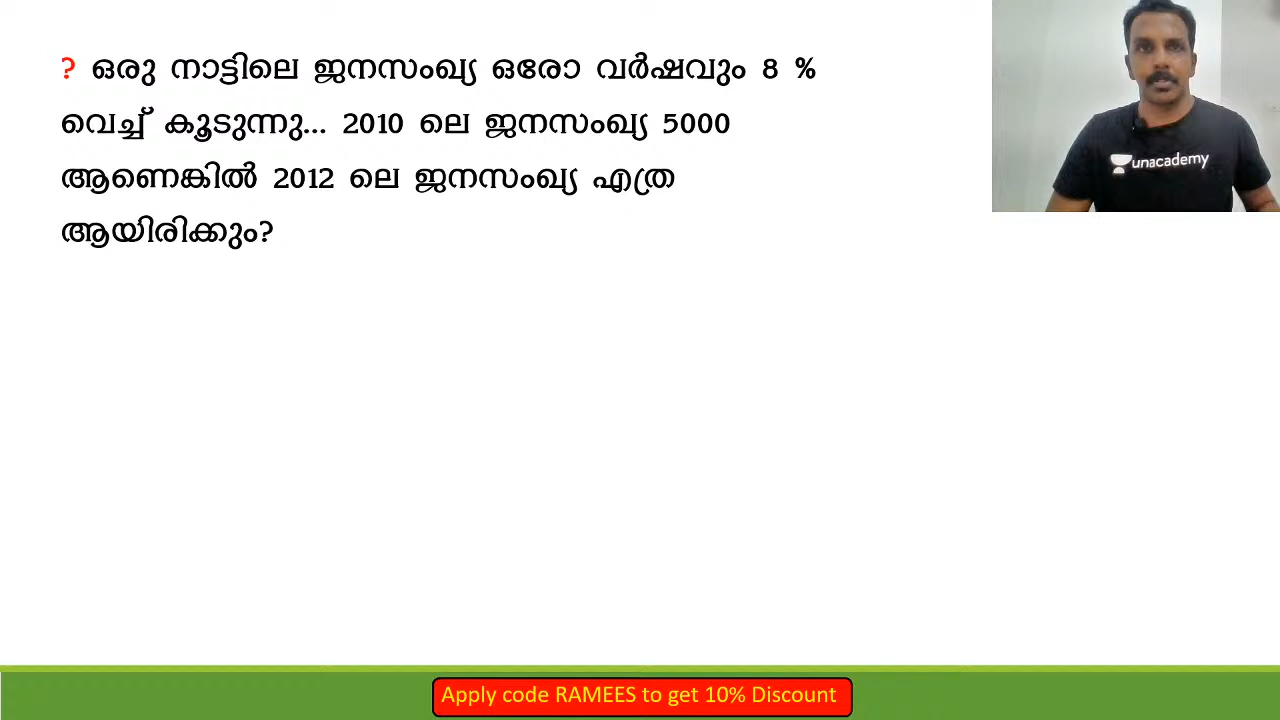 ? ഒരു നാട്ടിലെ ജനസംഖ്യ ഒരോ വർഷവും 8 %
വെച്ച് കൂടുന്നു... 2010 ലെ ജനസംഖ്യ 5000
ആണെങ്കിൽ 2012 ലെ ജനസംഖ്യ എത്ര
ആയിരിക്കും?
unacademy
Apply code RAMEES to get 10% Discount